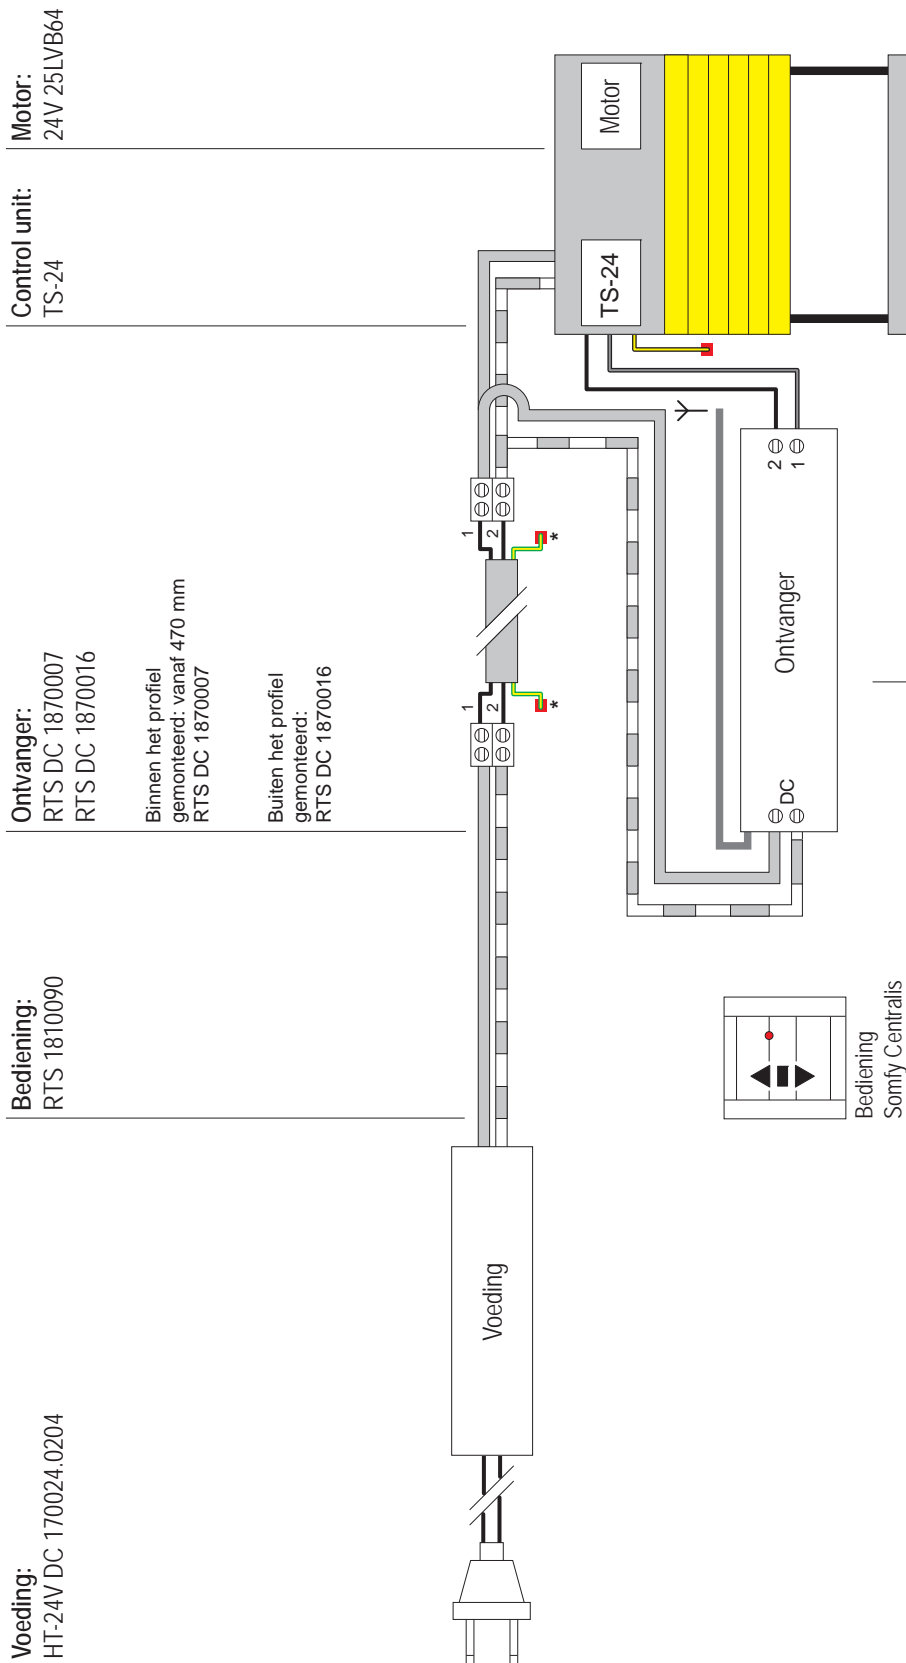 Voeding:
HT-24V DC 170024.0204
Bediening:
RTS 1810090
Ontvanger:
RTS DC 1870007
RTS DC 1870016
Binnen het profiel
gemonteerd: vanaf 470 mm
RTS DC 1870007
Buiten het profiel
gemonteerd:
RTS DC 1870016
Control unit:
TS-24
Motor:
24V 25LVB64
Voeding
1
2
*
1
2
*
TS-24
Motor
DC
Ontvanger
2
1
Bediening
Somfy Centralis